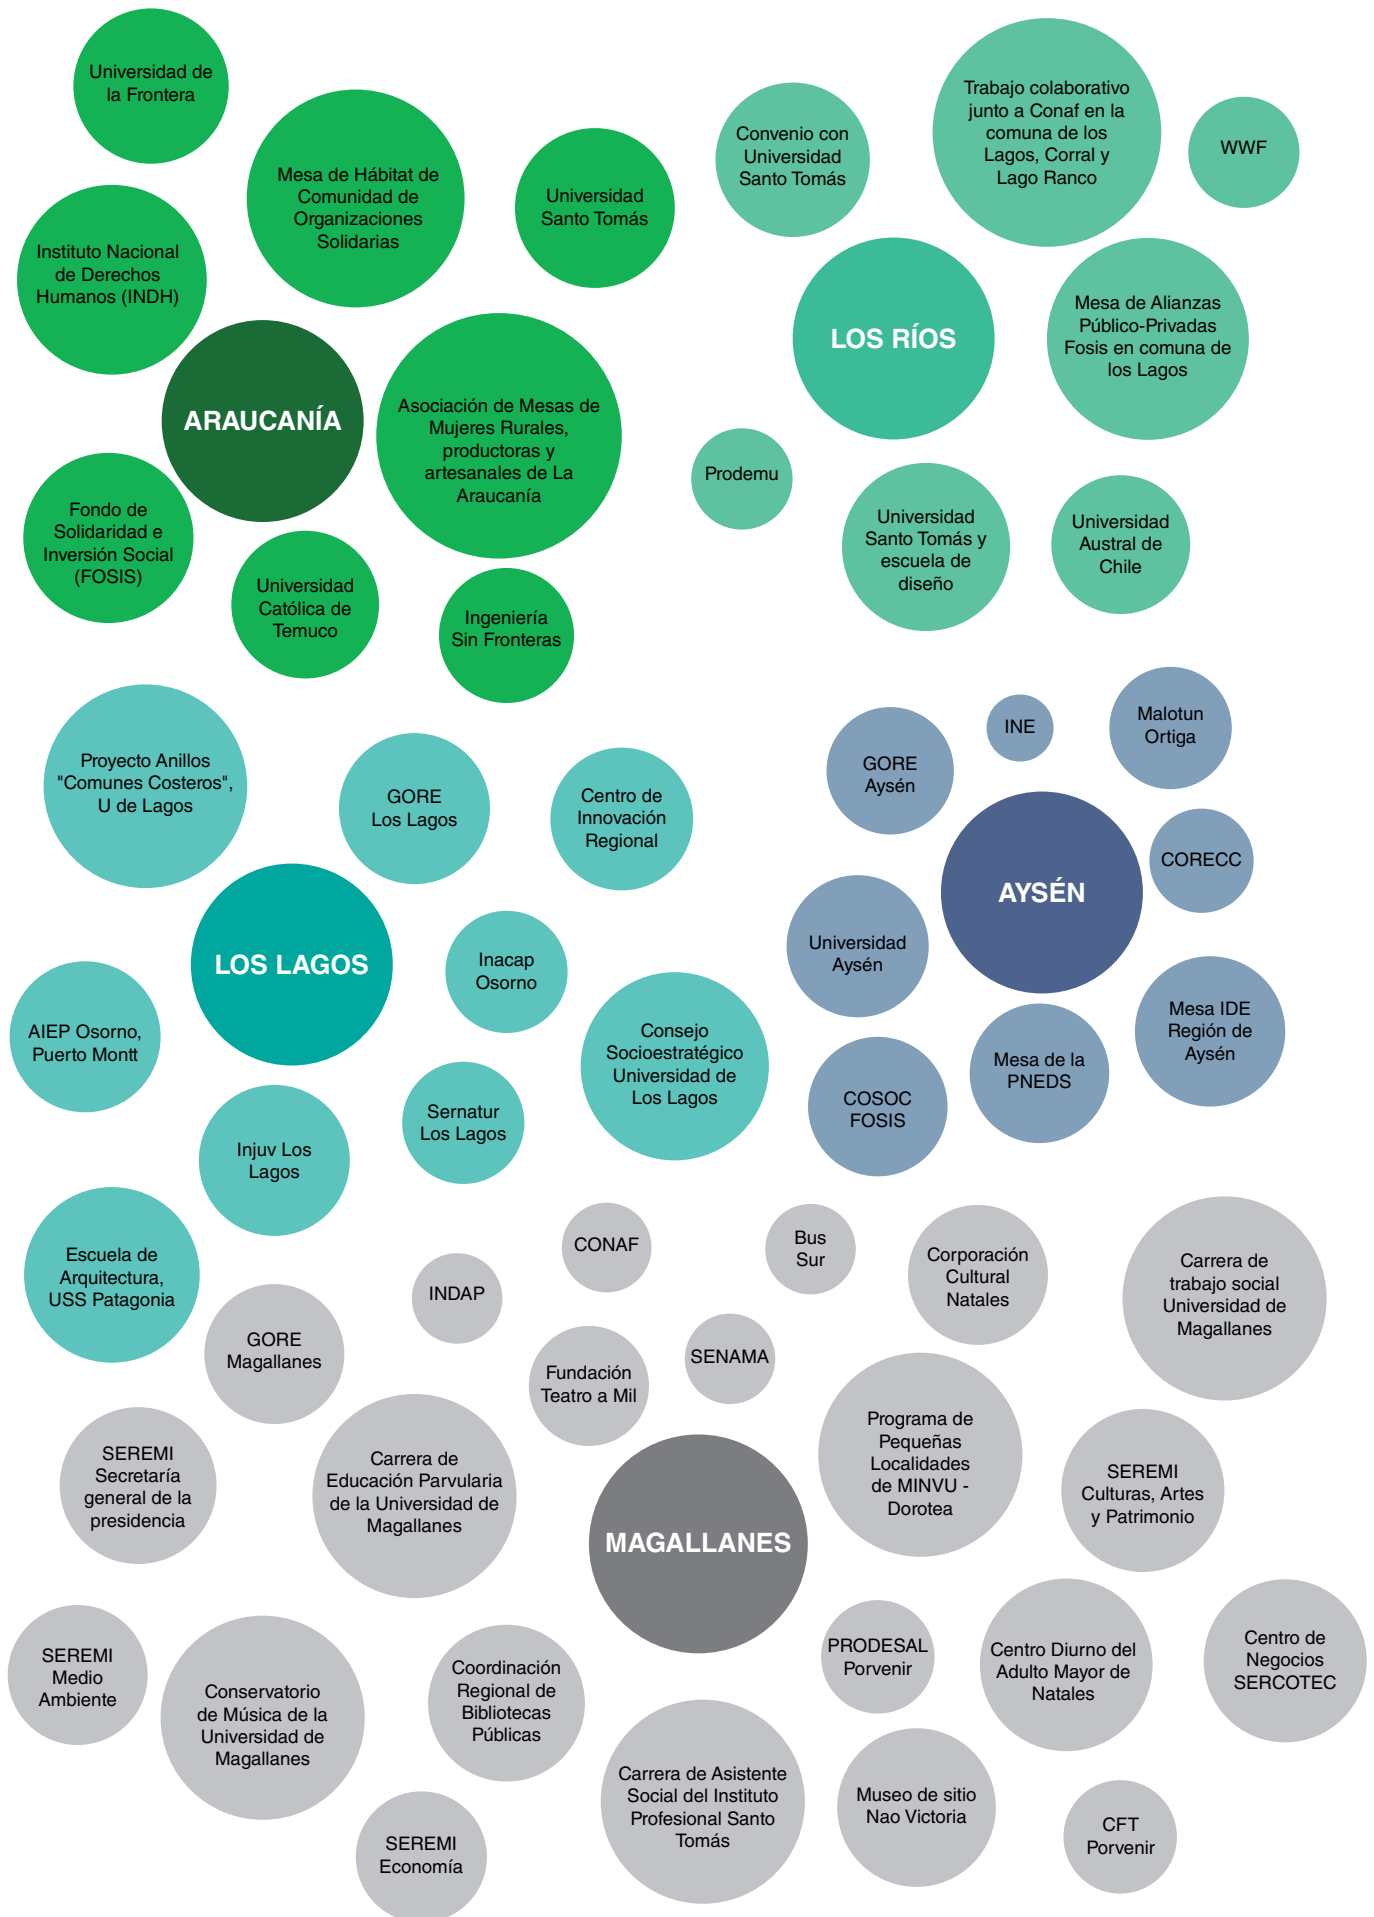 Universidad de
la Frontera
Mesa de Hábitat de
Comunidad de
Organizaciones
Solidarias
Universidad
Santo Tomás
Instituto Nacional
de Derechos
Humanos (INDH)
ARAUCANÍA
Asociación de Mesas de
Mujeres Rurales,
productoras y
artesanales de La
Araucanía
Fondo de
Solidaridad e
Inversión Social
(FOSIS)
Universidad
Católica de
Temuco
Ingeniería
Sin Fronteras
Convenio con
Universidad
Santo Tomás
Trabajo colaborativo
junto a Conaf en la
comuna de los
Lagos, Corral y
Lago Ranco
WWF
LOS RÍOS
Mesa de Alianzas
Público-Privadas
Fosis en comuna de
los Lagos
Prodemu
Universidad
Santo Tomás y
escuela de
diseño
Universidad
Austral de
Chile
Proyecto Anillos
"Comunes Costeros",
U de Lagos
GORE
Los Lagos
Centro de
Innovación
Regional
LOS LAGOS
Inacap
Osorno
AIEP Osorno,
Puerto Montt
Consejo
Socioestratégico
Universidad de
Los Lagos
Injuv Los
Lagos
Sernatur
Los Lagos
Escuela de
Arquitectura,
USS Patagonia
GORE
Aysén
INE
Malotun
Ortiga
AYSÉN
CORECC
Universidad
Aysén
COSOC
FOSIS
Mesa de la
PNEDS
Mesa IDE
Región de
Aysén
GORE
Magallanes
INDAP
CONAF
Bus
Sur
Corporación
Cultural
Natales
Carrera de
trabajo social
Universidad de
Magallanes
Fundación
Teatro a Mil
SENAMA
SEREMI
Secretaría
general de la
presidencia
Carrera de
Educación Parvularia
de la Universidad de
Magallanes
MAGALLANES
Programa de
Pequeñas
Localidades
de MINVU -
Dorotea
SEREMI
Culturas, Artes
y Patrimonio
SEREMI
Medio
Ambiente
Conservatorio
de Música de la
Universidad de
Magallanes
Coordinación
Regional de
Bibliotecas
Públicas
PRODESAL
Porvenir
Centro Diurno del
Adulto Mayor de
Natales
Centro de
Negocios
SERCOTEC
SEREMI
Economía
Carrera de Asistente
Social del Instituto
Profesional Santo
Tomás
Museo de sitio
Nao Victoria
CFT
Porvenir